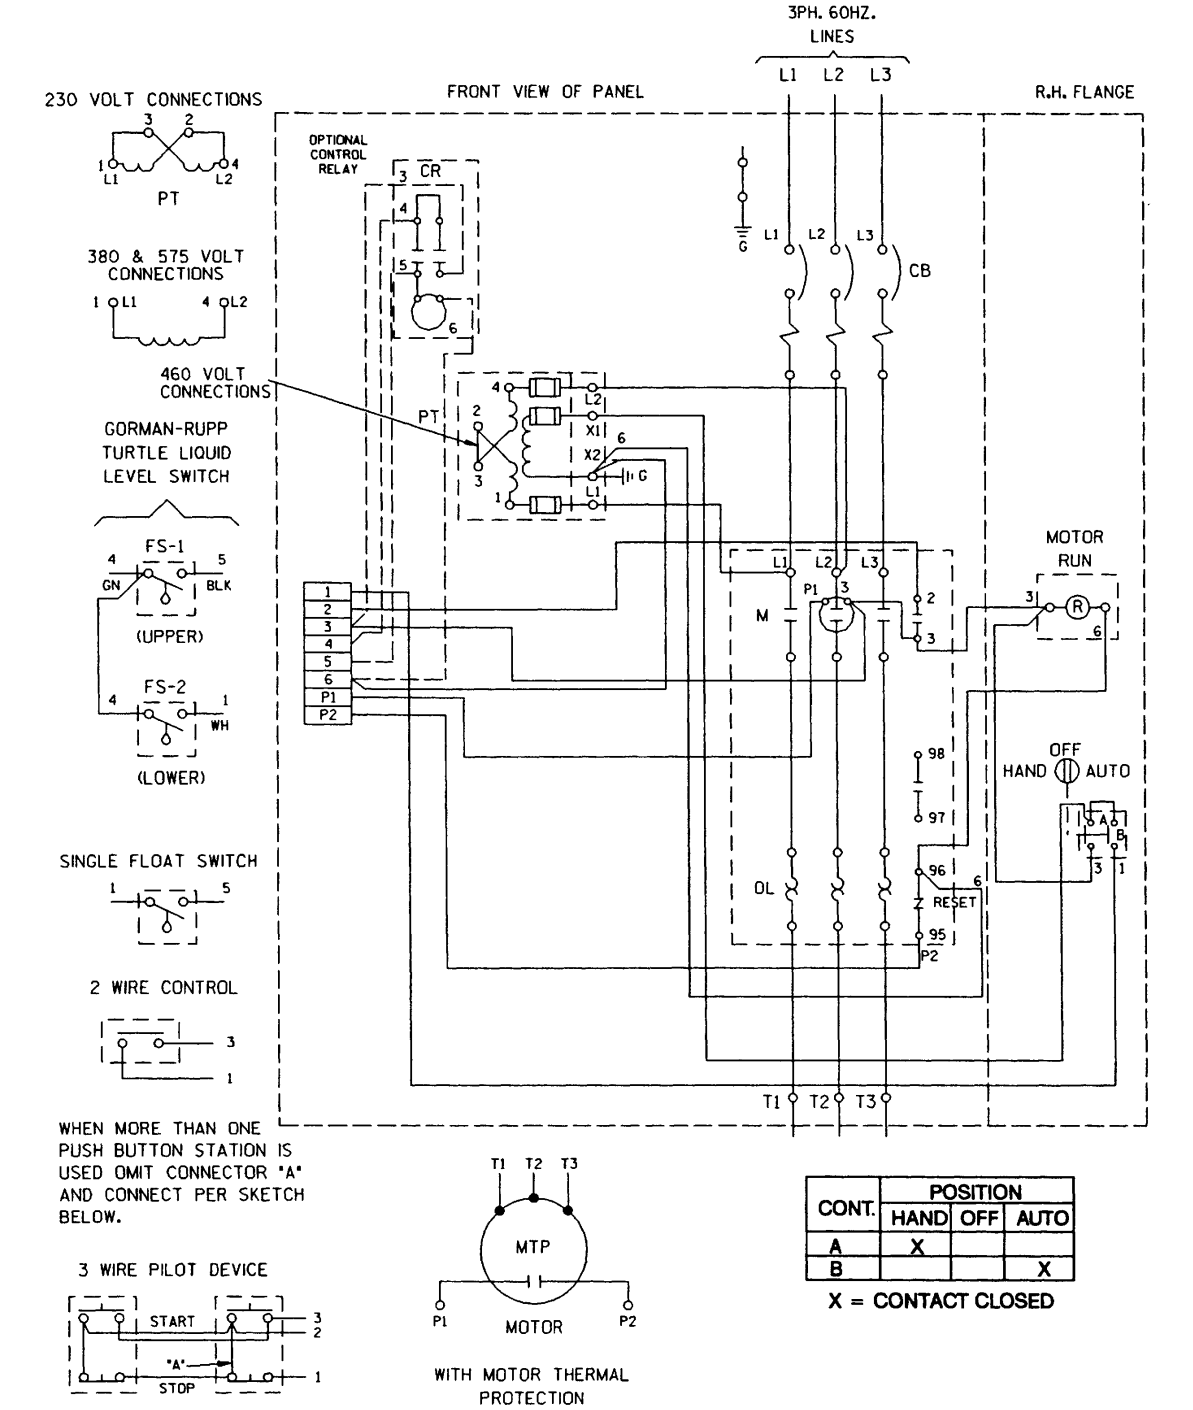 3PH. 60HZ.
LINES
L1 L2 L3
FRONT VIEW OF PANEL
R.H. FLANGE
230 VOLT CONNECTIONS
3 2
1 4
L1 L2
PT
380 & 575 VOLT
CONNECTIONS
1 L1 4 L2
460 VOLT
CONNECTIONS
GORMAN-RUPP
TURTLE LIQUID
LEVEL SWITCH
FS-1
4 5
GN BLK
(UPPER)
FS-2
4 1
WH
(LOWER)
SINGLE FLOAT SWITCH
1 5
2 WIRE CONTROL
3
1
WHEN MORE THAN ONE
PUSH BUTTON STATION IS
USED OMIT CONNECTOR "A"
AND CONNECT PER SKETCH
BELOW.
3 WIRE PILOT DEVICE
START
3
2
"A"
1
STOP
OPTIONAL
CONTROL
RELAY
CR
3
4
5
6
G
L1 L2 L3
CB
PT
4
2
3
1
L2
X1
X2
6
G
L1
1
2
3
4
5
6
P1
P2
L1 L2 L3
M
P1 3
2
3
98
97
OL
96
6
RESET
95
P2
T1 T2 T3
MOTOR
RUN
3 R
6
OFF
HAND AUTO
A
B
3 1
T1 T2 T3
MTP
P1 P2
MOTOR
WITH MOTOR THERMAL
PROTECTION
CONT. POSITION
HAND OFF AUTO
A X
B X
X = CONTACT CLOSED